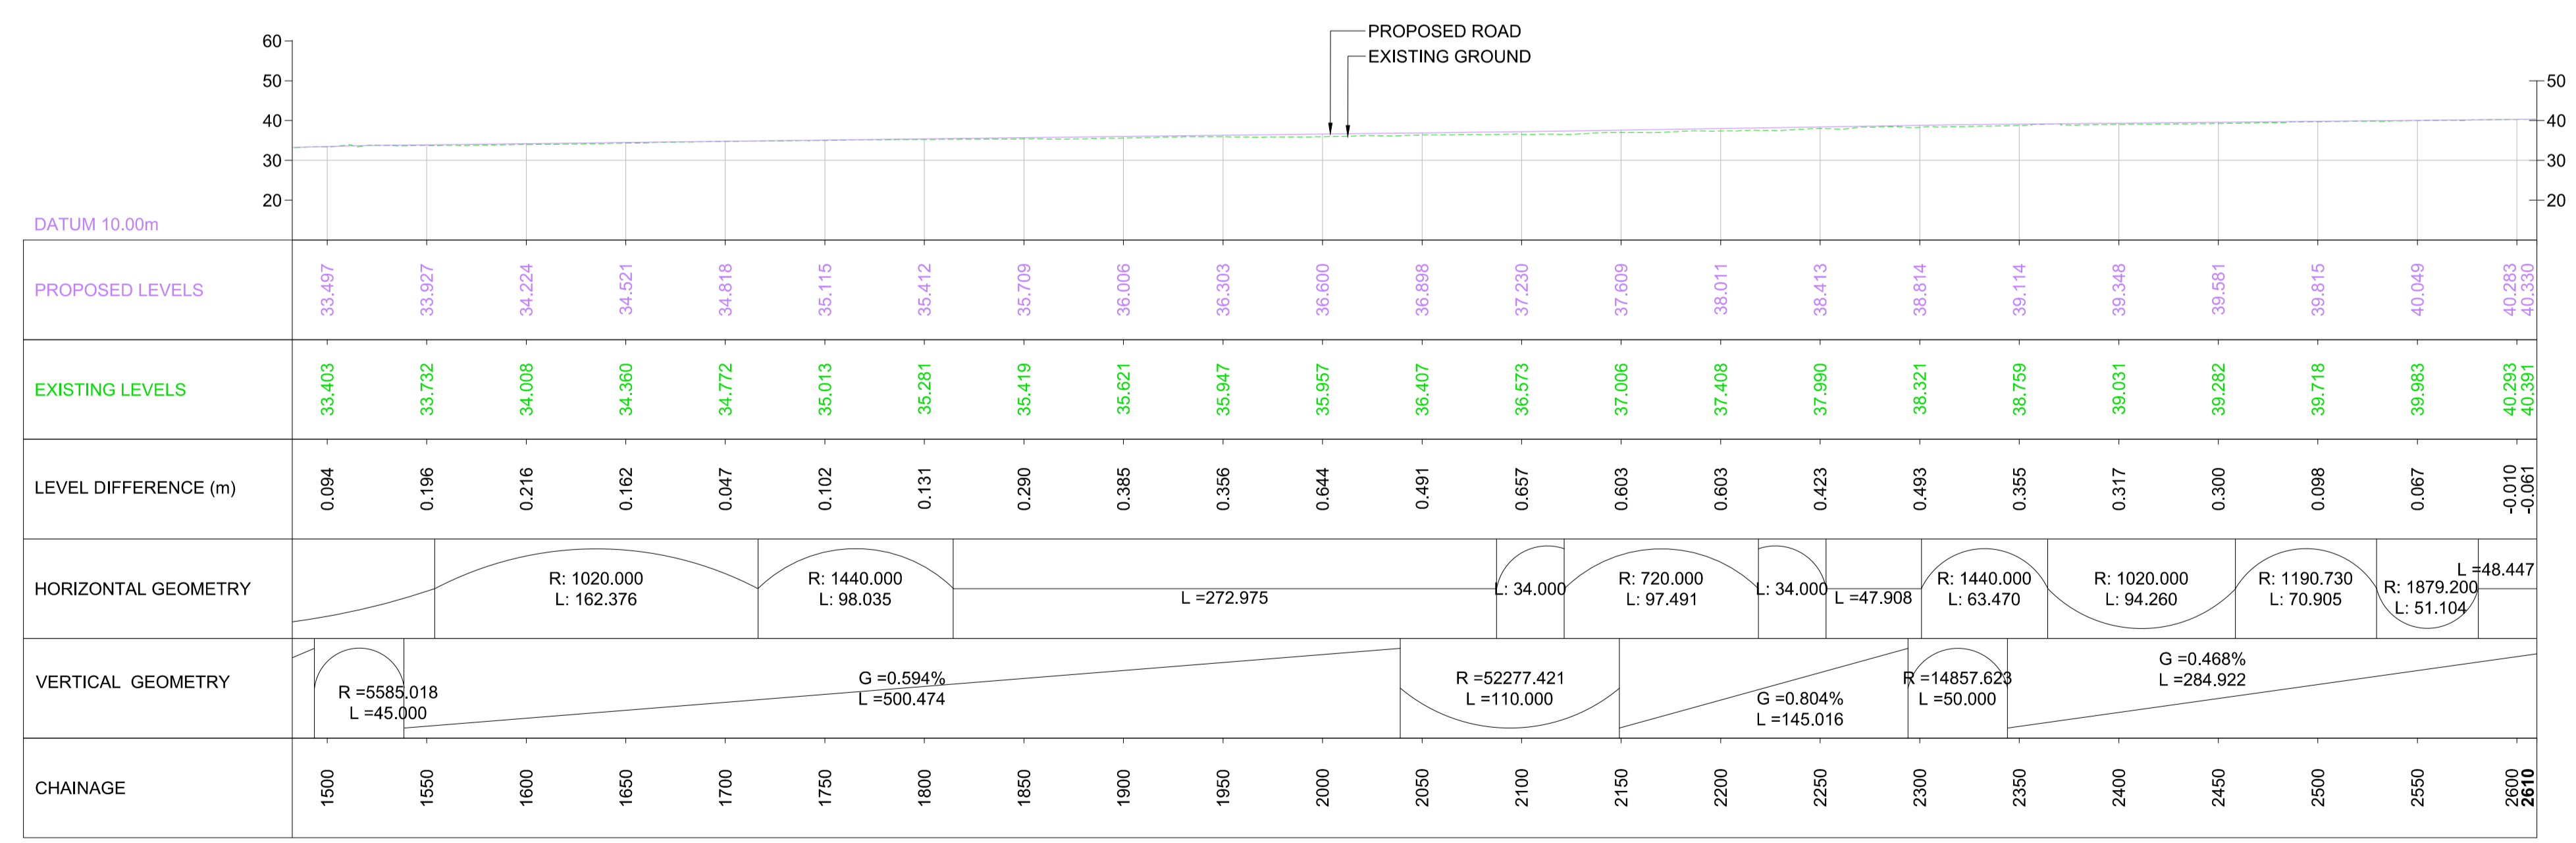 PROPOSED ROAD
EXISTING GROUND
60
50
40
30
20
50
40
30
20
DATUM 10.00m
PROPOSED LEVELS
33.497 33.927 34.224 34.521 34.818 35.115 35.412 35.709 36.006 36.303 36.600 36.898 37.230 37.609 38.011 38.413 38.814 39.114 39.348 39.581 39.815 40.049 40.283 40.330
EXISTING LEVELS
33.403 33.732 34.008 34.360 34.772 35.013 35.281 35.419 35.621 35.947 35.957 36.407 36.573 37.006 37.408 37.990 38.321 38.759 39.031 39.282 39.718 39.983 40.293 40.391
LEVEL DIFFERENCE (m)
0.094 0.196 0.216 0.162 0.047 0.102 0.131 0.290 0.385 0.356 0.644 0.491 0.657 0.603 0.603 0.423 0.493 0.355 0.317 0.300 0.098 0.067 -0.010 -0.061
HORIZONTAL GEOMETRY
R: 1020.000
L: 162.376
R: 1440.000
L: 98.035
L =272.975
L: 34.000
R: 720.000
L: 97.491
L: 34.000
L =47.908
R: 1440.000
L: 63.470
R: 1020.000
L: 94.260
R: 1190.730
L: 70.905
R: 1879.200
L: 51.104
L =48.447
VERTICAL GEOMETRY
R =5585.018
L =45.000
G =0.594%
L =500.474
R =52277.421
L =110.000
G =0.804%
L =145.016
R =14857.623
L =50.000
G =0.468%
L =284.922
CHAINAGE
1500 1550 1600 1650 1700 1750 1800 1850 1900 1950 2000 2050 2100 2150 2200 2250 2300 2350 2400 2450 2500 2550 2600 2610